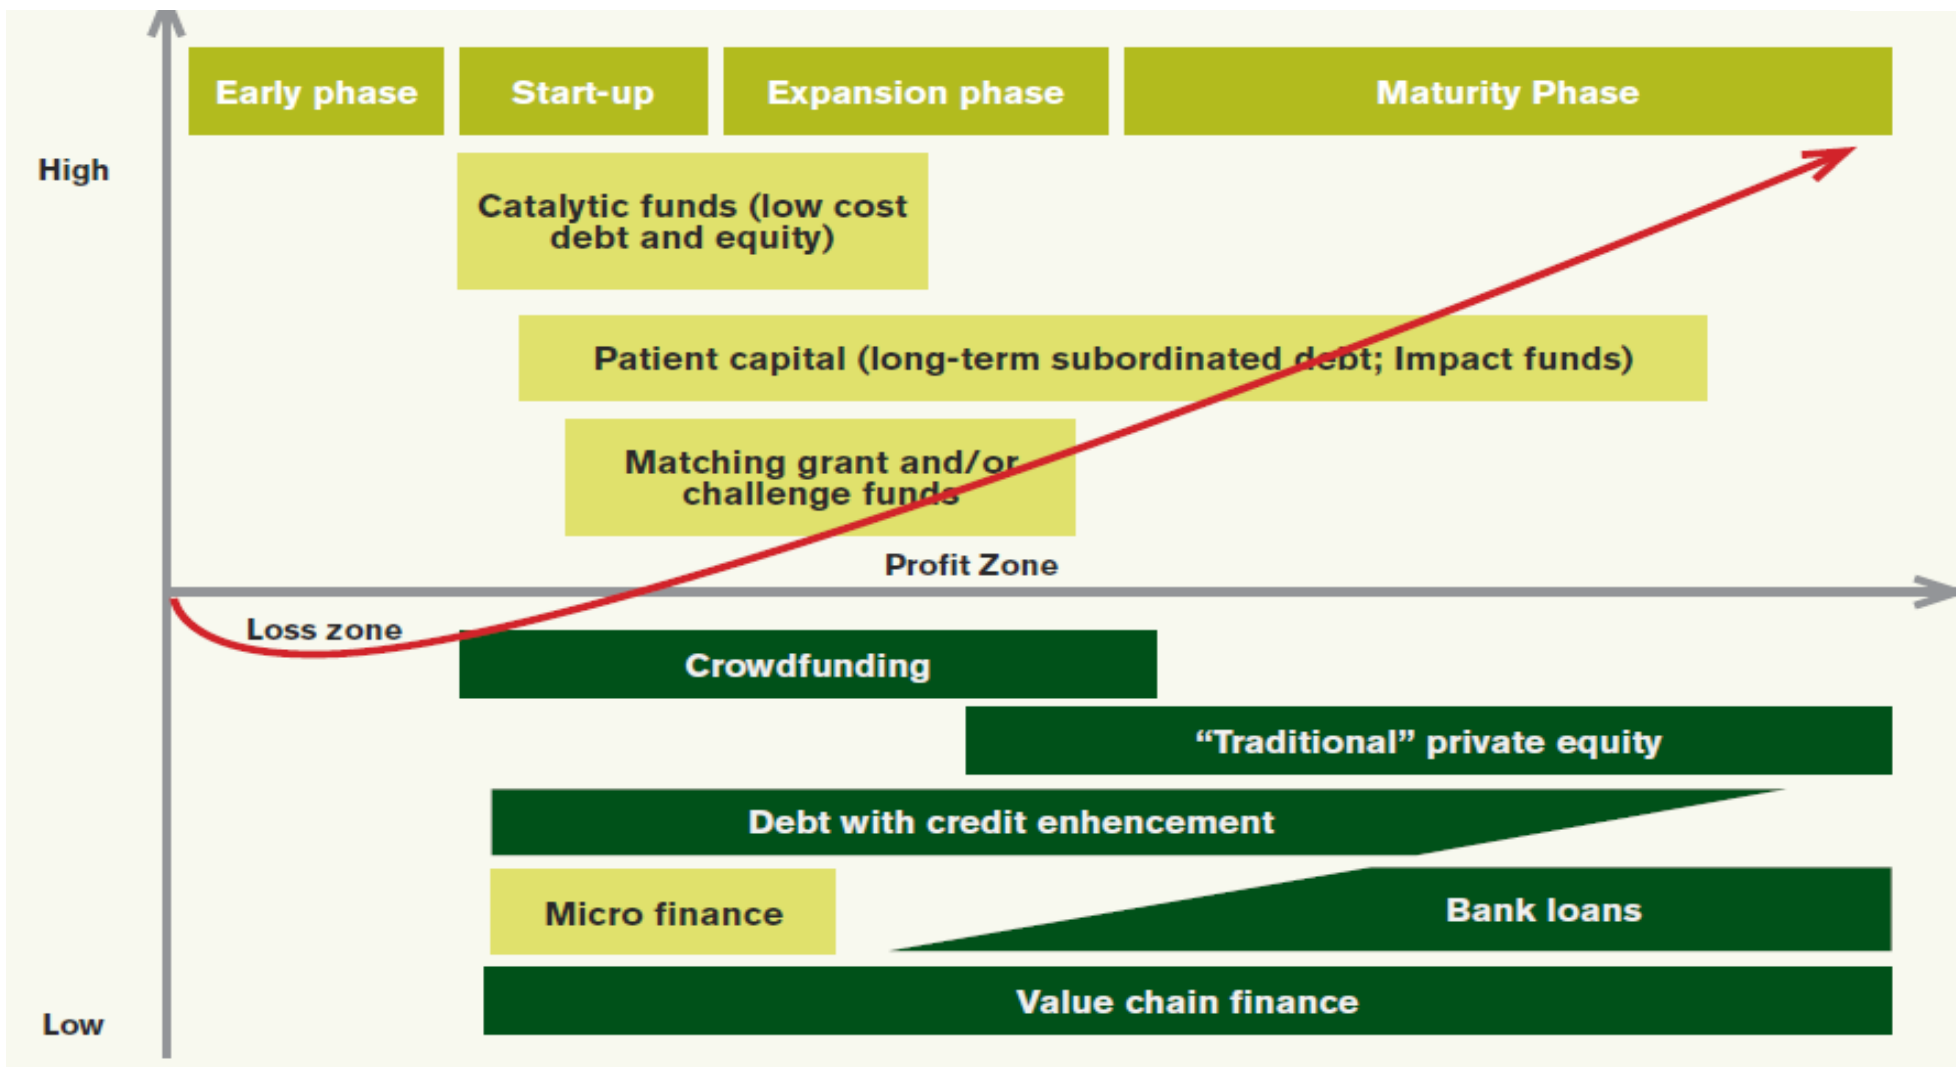 Early phase
Start-up
Expansion phase
Maturity Phase
High
Catalytic funds (low cost
debt and equity)
Patient capital (long-term subordinated debt; Impact funds)
Matching grant and/or
challenge funds
Profit Zone
Loss zone
Crowdfunding
“Traditional” private equity
Debt with credit enhencement
Micro finance
Bank loans
Value chain finance
Low